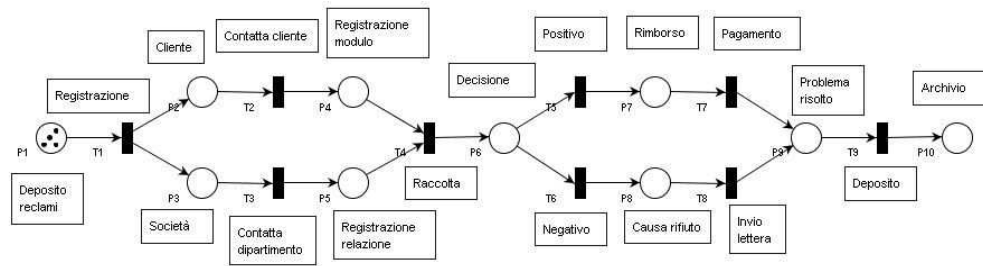 Registrazione
modulo
Contatta cliente
Cliente
Positivo
Rimborso
Pagamento
Decisione
Problema
risotto
Archivio
Registrazione
P2
T2
P4
T5
P7
T7
P1
T1
T4
P6
P9
T9
P10
Deposito
reclami
P3
T3
P5
Raccolta
T6
P8
T8
Deposito
Società
Contatta
dipartimento
Registrazione
relazione
Negativo
Causa rifiuto
Invio
lettera